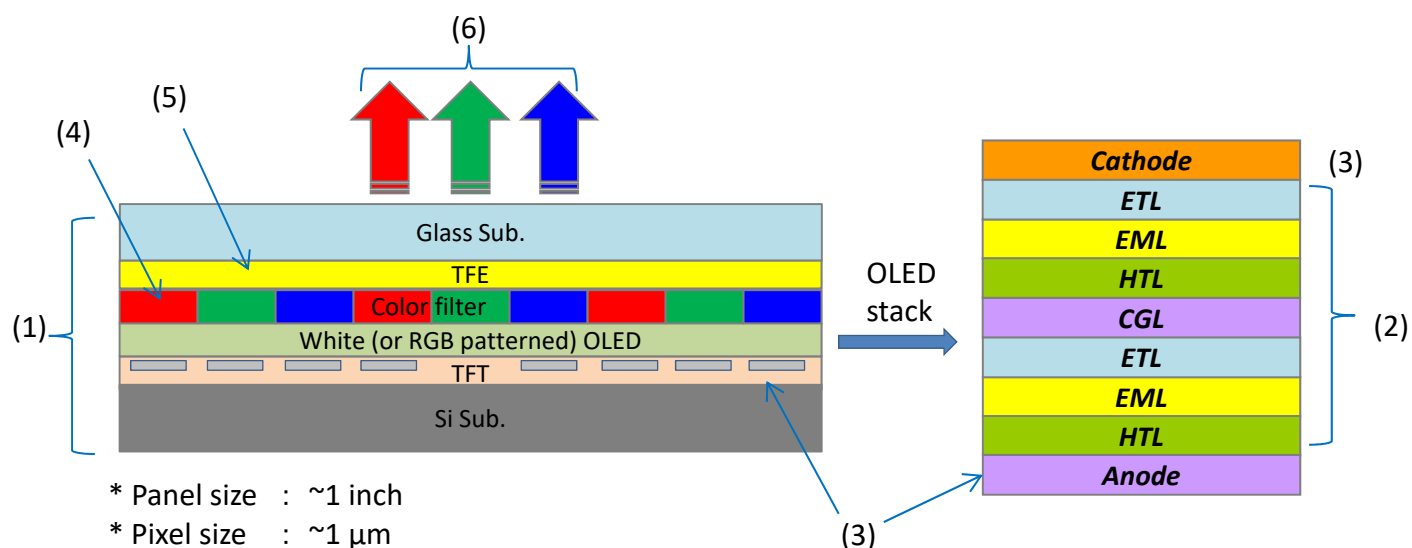 (6)
(5)
(4)
Glass Sub.
TFE
Color filter
White (or RGB patterned) OLED
TFT
Si Sub.
(1)
* Panel size : ~1 inch
* Pixel size : ~1 μm
(3)
OLED
stack
Cathode
(3)
ETL
EML
HTL
CGL
(2)
ETL
EML
HTL
Anode